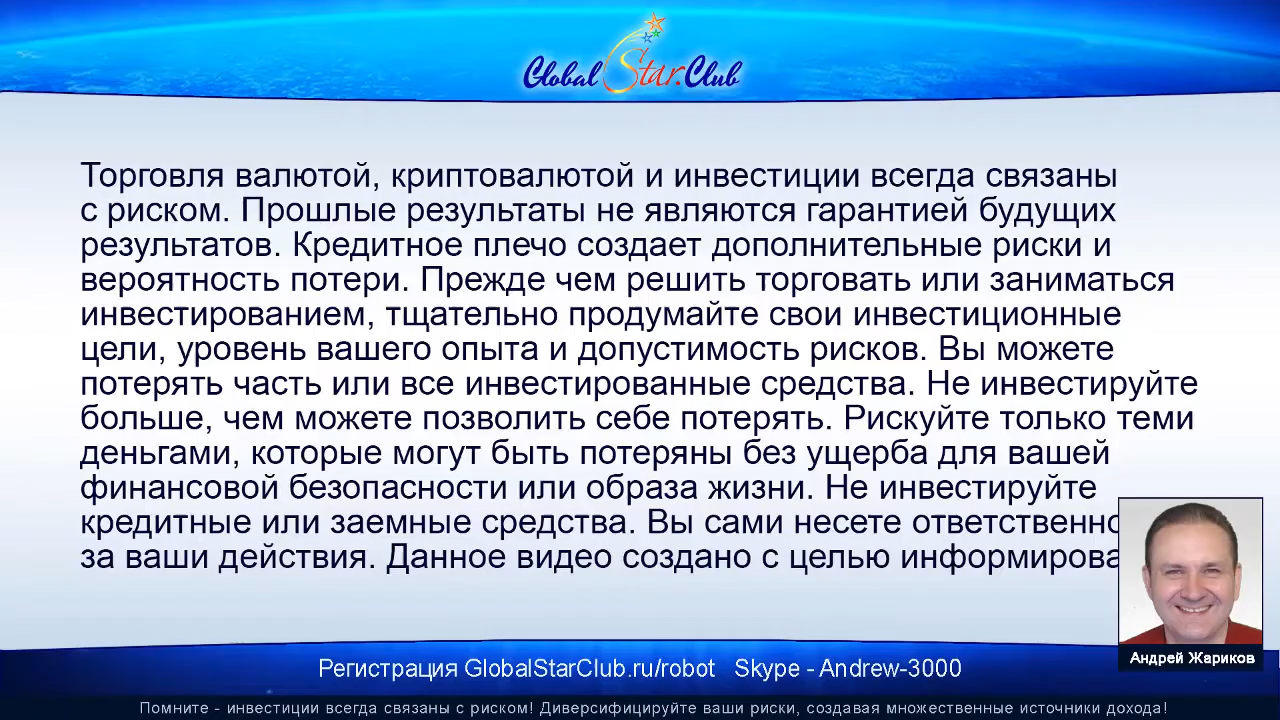 Global Star.Club
Торговля валютой, криптовалютой и инвестиции всегда связаны
с риском. Прошлые результаты не являются гарантией будущих
результатов. Кредитное плечо создает дополнительные риски и
вероятность потери. Прежде чем решить торговать или заниматься
инвестированием, тщательно продумайте свои инвестиционные
цели, уровень вашего опыта и допустимость рисков. Вы можете
потерять часть или все инвестированные средства. Не инвестируйте
больше, чем можете позволить себе потерять. Рискуйте только теми
деньгами, которые могут быть потеряны без ущерба для вашей
финансовой безопасности или образа жизни. Не инвестируйте
кредитные или заемные средства. Вы сами несете ответственно
за ваши действия. Данное видео создано с целью информирова
Андрей Жариков
Регистрация GlobalStarClub.ru/robot Skype - Andrew-3000
Помните - инвестиции всегда связаны с риском! Диверсифицируйте ваши риски, создавая множественные источники дохода!